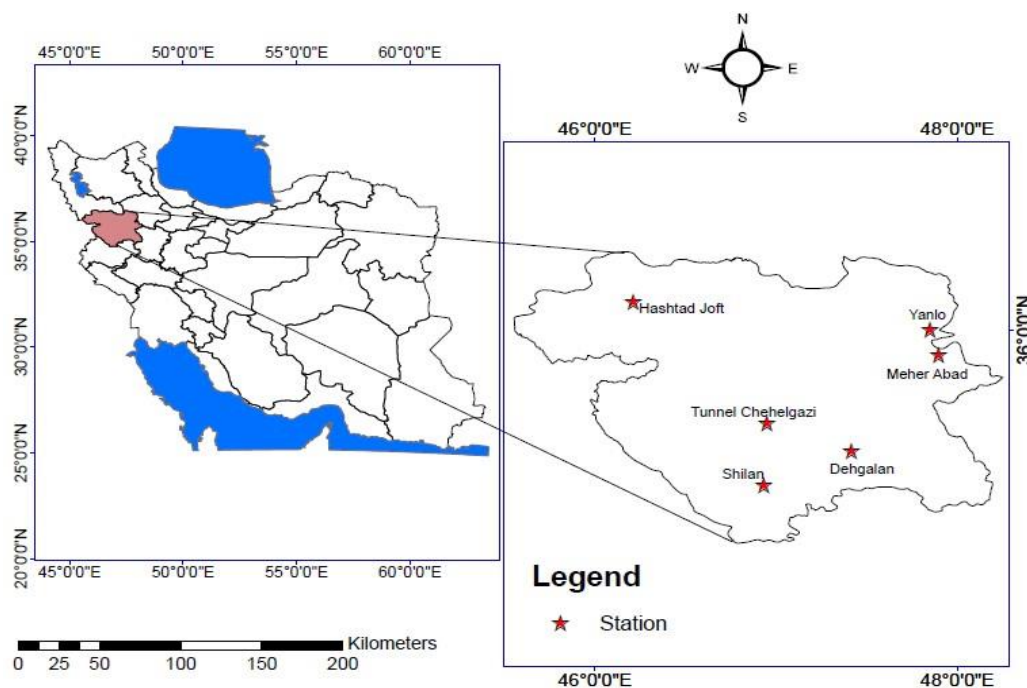 N
W E
S
45°0'0"E 50°0'0"E 55°0'0"E 60°0'0"E
40°0'0"N
35°0'0"N
30°0'0"N
25°0'0"N
20°0'0"N
45°0'0"E 50°0'0"E 55°0'0"E 60°0'0"E
Kilometers
0 25 50 100 150 200
46°0'0"E 48°0'0"E
36°0'0"N
Hashtad Joft
Yanlo
Meher Abad
Tunnel Chehelgazi
Dehgalan
Shilan
Legend
Station
46°0'0"E 48°0'0"E